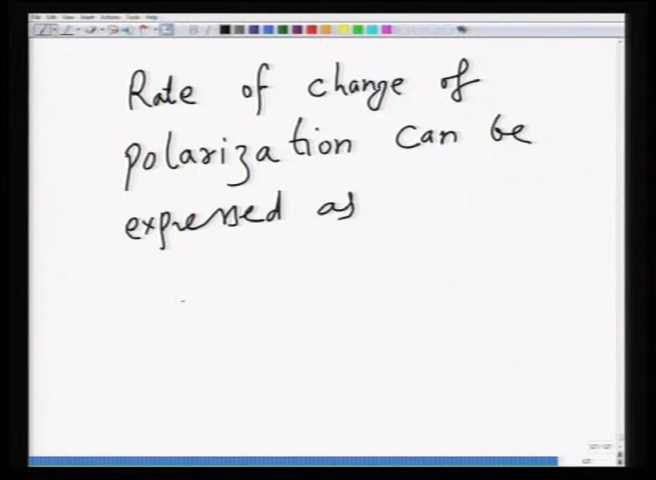 Rate of change of
polarization can be
expressed as